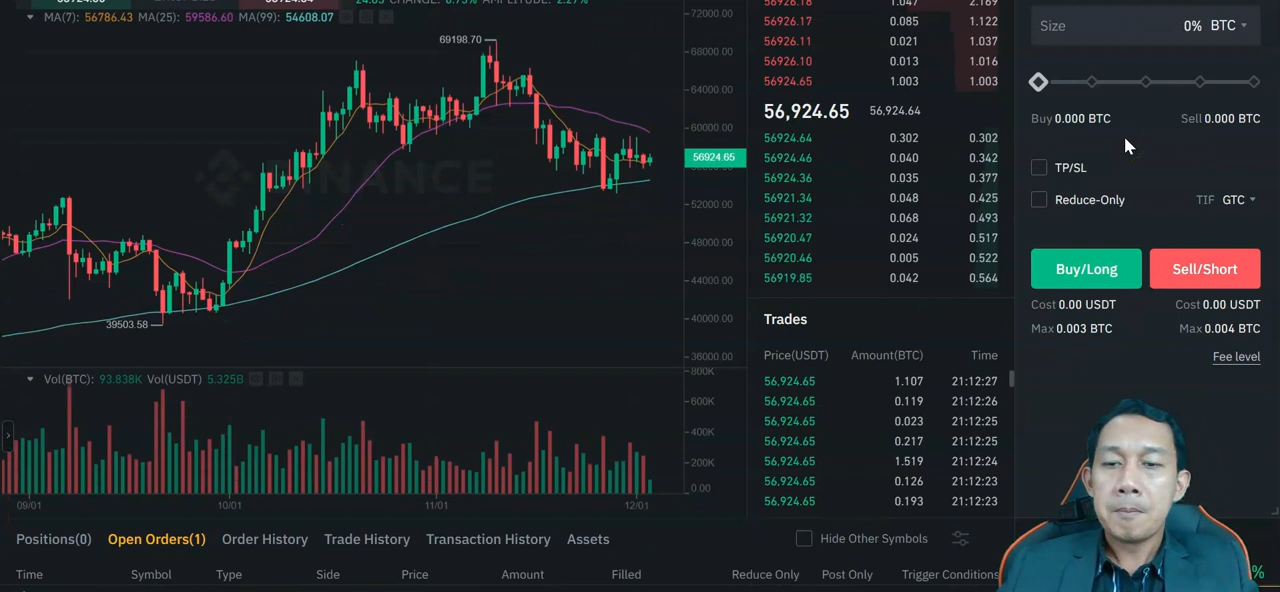 MA(7): 56786.43 MA(25): 59586.60 MA(99): 54608.07
72000.00
69198.70
68000.00
64000.00
60000.00
56924.65
52000.00
48000.00
44000.00
40000.00
36000.00
39503.58
BINANCE
Vol(BTC): 93.838K Vol(USDT) 5.325B
800K
600K
400K
200K
0.00
09/01 10/01 11/01 12/01
56926.18 1.047 2.169
56926.17 0.085 1.122
56926.11 0.021 1.037
56926.10 0.013 1.016
56924.65 1.003 1.003
56,924.65 56,924.64
56924.64 0.302 0.302
56924.46 0.040 0.342
56924.36 0.035 0.377
56921.34 0.048 0.425
56921.32 0.068 0.493
56920.47 0.024 0.517
56920.46 0.005 0.522
56919.85 0.042 0.564
Trades
Price(USDT) Amount(BTC) Time
56,924.65 1.107 21:12:27
56,924.65 0.119 21:12:26
56,924.65 0.023 21:12:25
56,924.65 0.217 21:12:25
56,924.65 1.519 21:12:24
56,924.65 0.126 21:12:23
56,924.65 0.193 21:12:23
Size 0% BTC
Buy 0.000 BTC Sell 0.000 BTC
TP/SL
Reduce-Only TIF GTC
Buy/Long Sell/Short
Cost 0.00 USDT Cost 0.00 USDT
Max 0.003 BTC Max 0.004 BTC
Fee level
Positions(0) Open Orders(1) Order History Trade History Transaction History Assets
Hide Other Symbols
Time Symbol Type Side Price Amount Filled Reduce Only Post Only Trigger Conditions
%